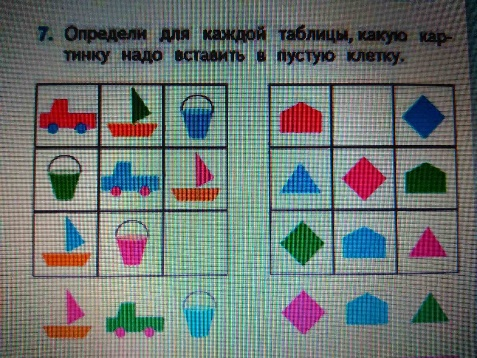 7. Определи для каждой таблицы, какую кар-
тинку надо вставить в пустую клетку.